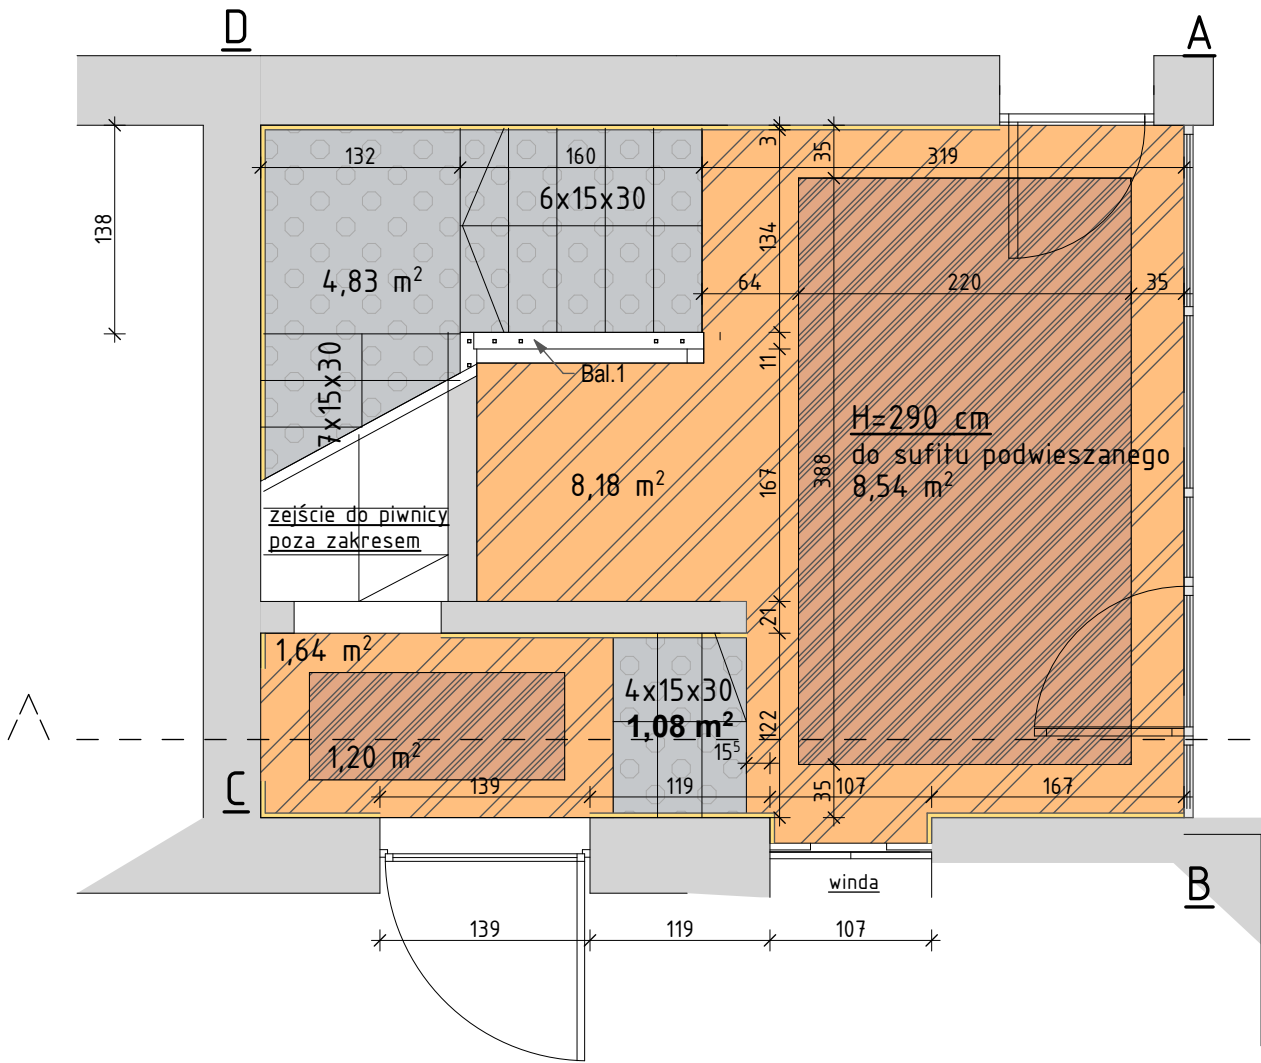 D
A
132
160
3
35
319
6x15x30
138
134
4,83 m²
64
220
35
7x15x30
Bal.1
11
H=290 cm
do sufitu podwieszanego
8,54 m²
8,18 m²
167
388
zejście do piwnicy
poza zakresem
21
1,64 m²
4x15x30
1,08 m²
122
15⁵
1,20 m²
C
139
119
35
107
167
winda
B
139
119
107